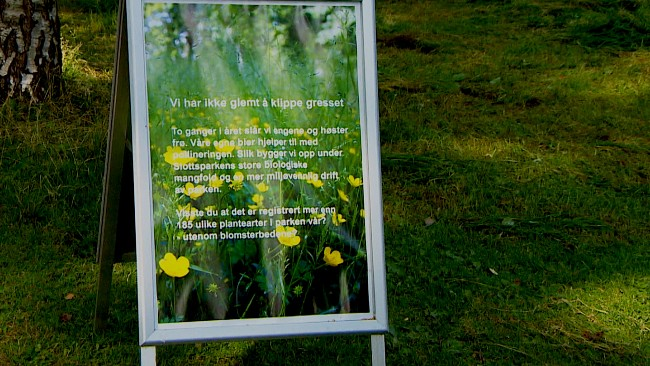 Vi har ikke glemt å klippe gresset
To ganger i året slår vi engene og høster
frø. Våre egne bier hjelper til med
pollineringen. Slik bygger vi opp under
Slottsparkens store biologiske
mangfold og en mer miljøvennlig drift
av parken.
Visste du at det er registrert mer enn
185 ulike plantearter i parken vår?
- utenom blomsterbedene